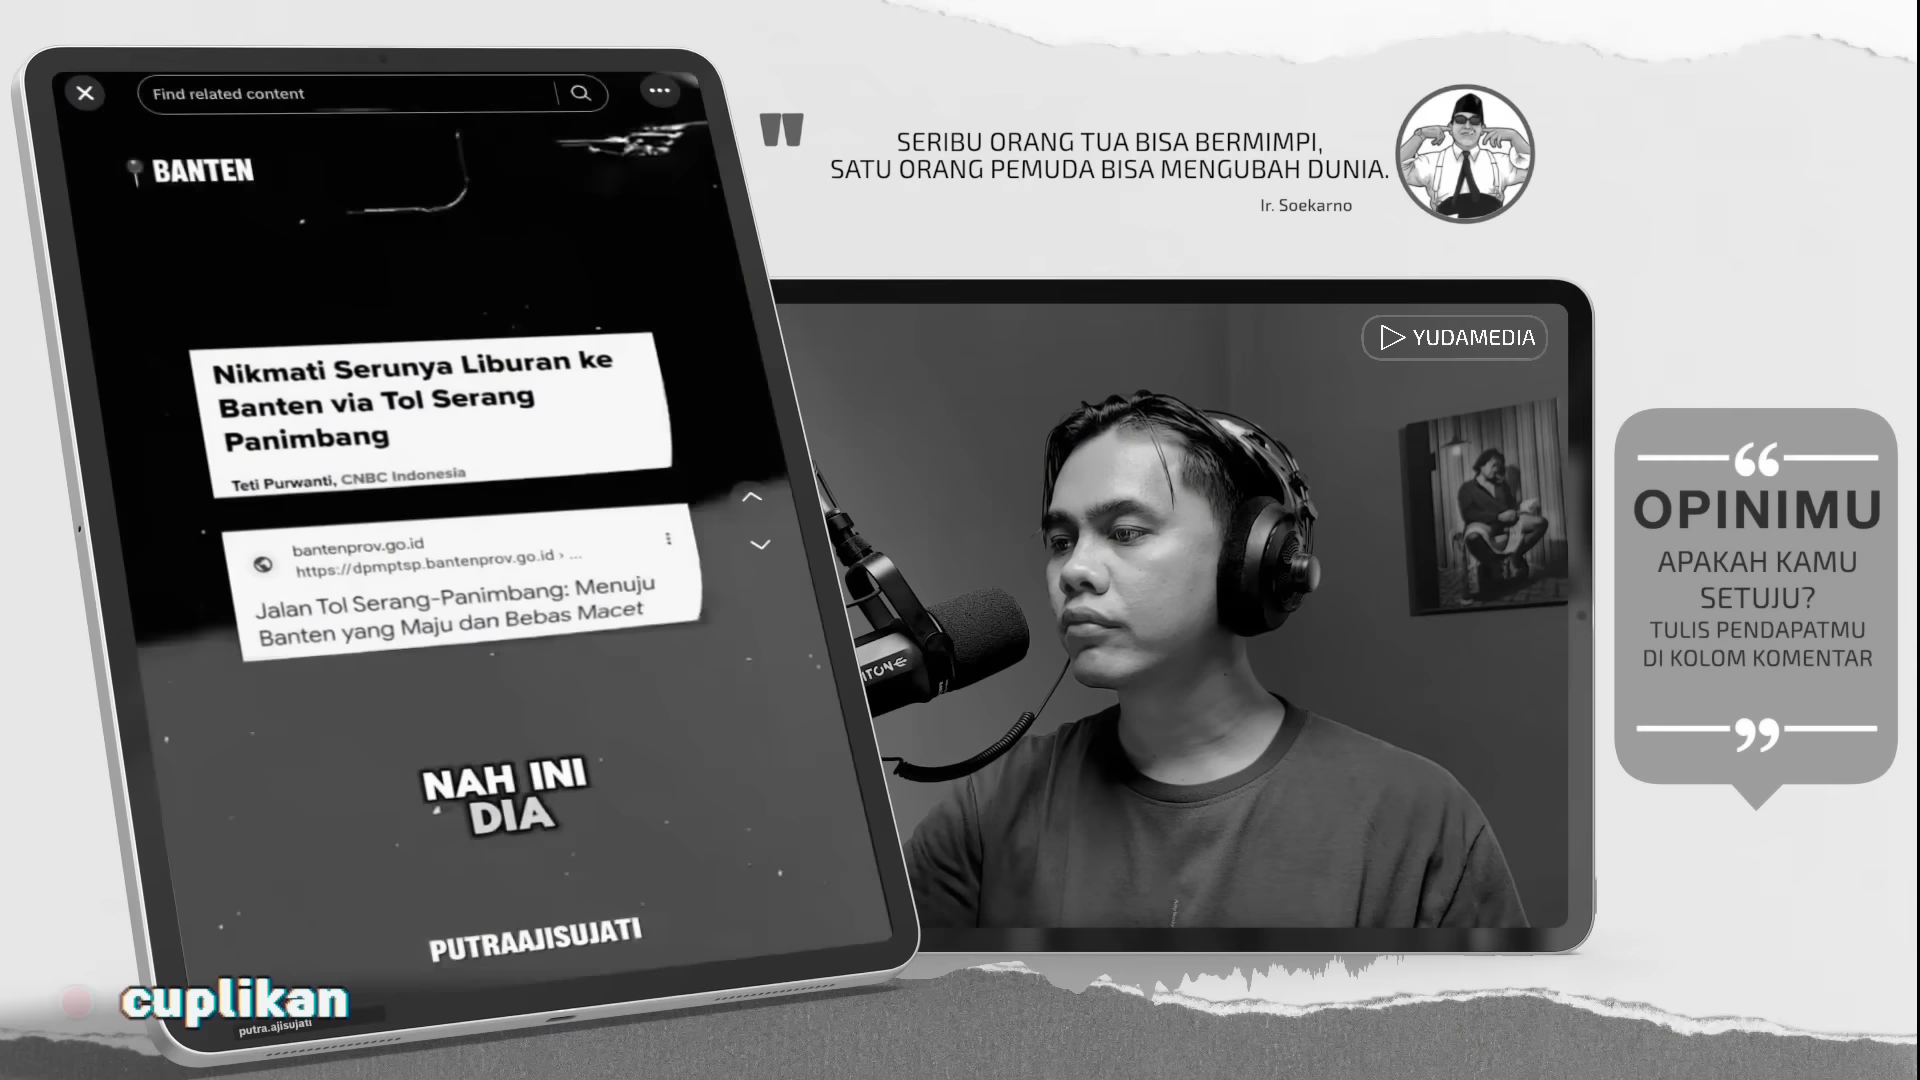 Find related content
BANTEN
Nikmati Serunya Liburan ke
Banten via Tol Serang
Panimbang
Teti Purwanti, CNBC Indonesia
bantenprov.go.id
https://dpmptsp.bantenprov.go.id › ...
Jalan Tol Serang-Panimbang: Menuju
Banten yang Maju dan Bebas Macet
NAH INI
DIA
PUTRAAJISUJATI
cuplikan
putra.ajisujati
SERIBU ORANG TUA BISA BERMIMPI,
SATU ORANG PEMUDA BISA MENGUBAH DUNIA.
Ir. Soekarno
YUDAMEDIA
OPINIMU
APAKAH KAMU
SETUJU?
TULIS PENDAPATMU
DI KOLOM KOMENTAR